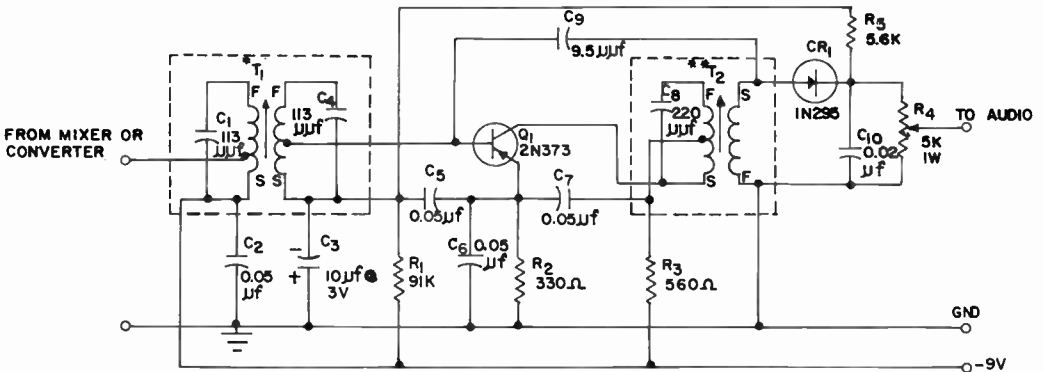 C9
9.5μμf
R5
5.6K
*T1
**T2
CR1
1N295
F F
C1
113
μμf
C4
113
μμf
S S
C8
220
μμf
F S
S F
R4
5K
1W
TO AUDIO
C10
0.02
μf
FROM MIXER OR
CONVERTER
Q1
2N373
C5
0.05μf
C7
0.05μf
C2
0.05
μf
C3
- +
10μf@
3V
R1
91K
C6 0.05
μf
R2
330Ω
R3
560Ω
GND
-9V